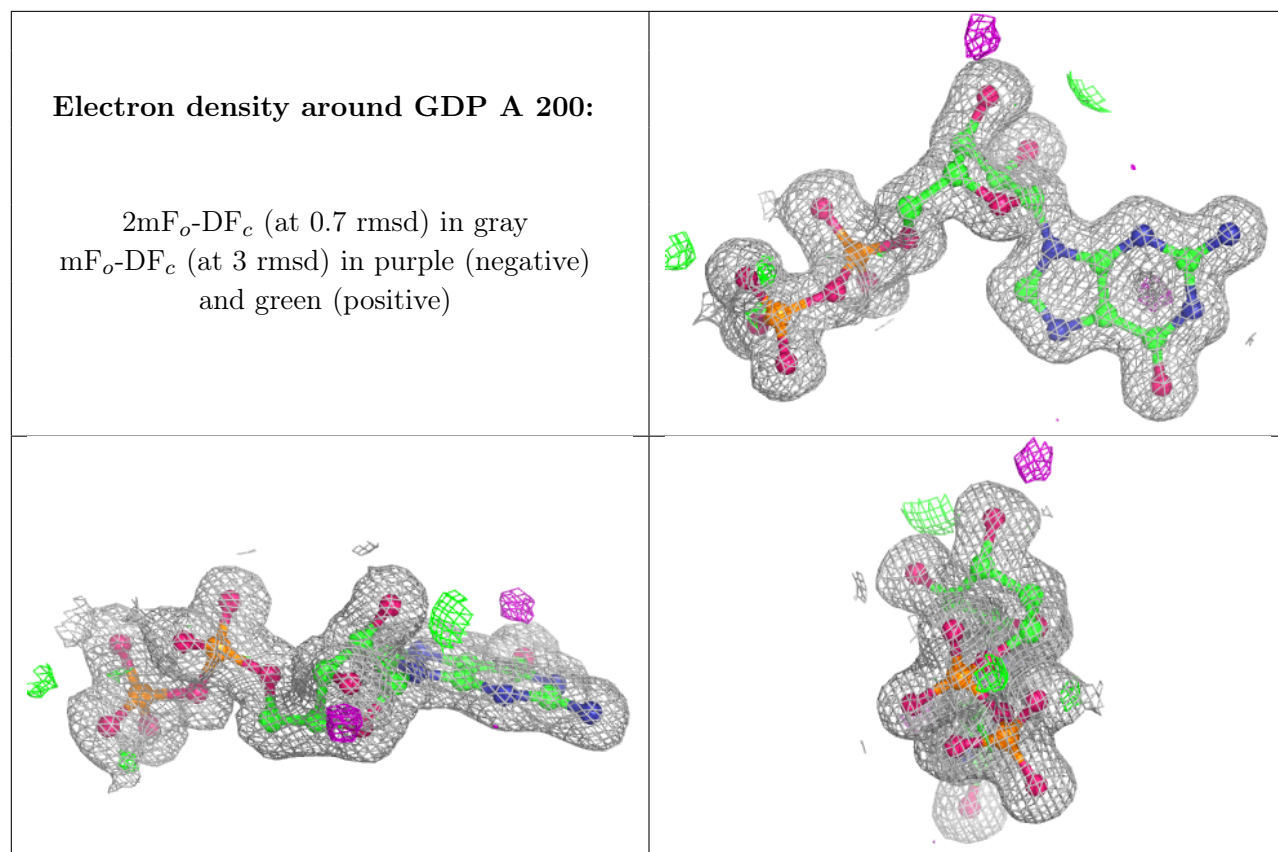 Electron density around GDP A 200:
2mFo-DFc (at 0.7 rmsd) in gray
mFo-DFc (at 3 rmsd) in purple (negative)
and green (positive)